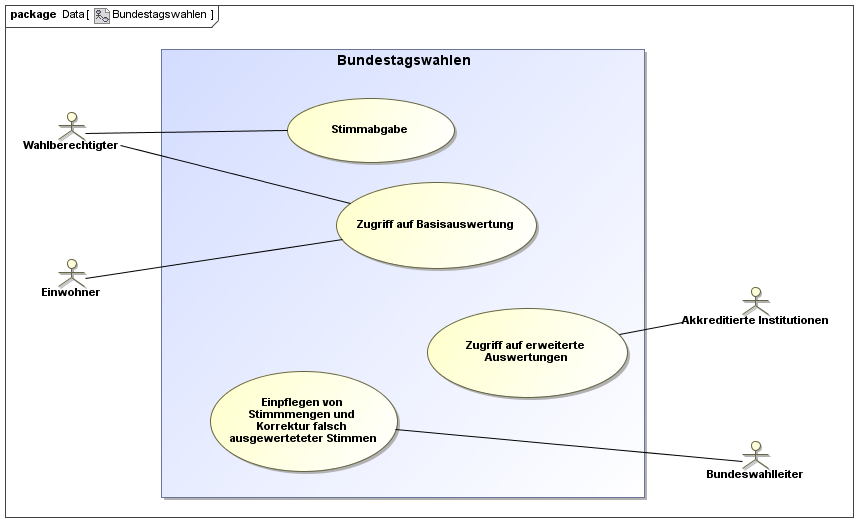 package Data [ Bundestagswahlen ]
Bundestagswahlen
Stimmabgabe
Wahlberechtigter
Zugriff auf Basisauswertung
Einwohner
Akkreditierte Institutionen
Zugriff auf erweiterte
Auswertungen
Einpflegen von
Stimmmengen und
Korrektur falsch
ausgewerteteter Stimmen
Bundeswahlleiter